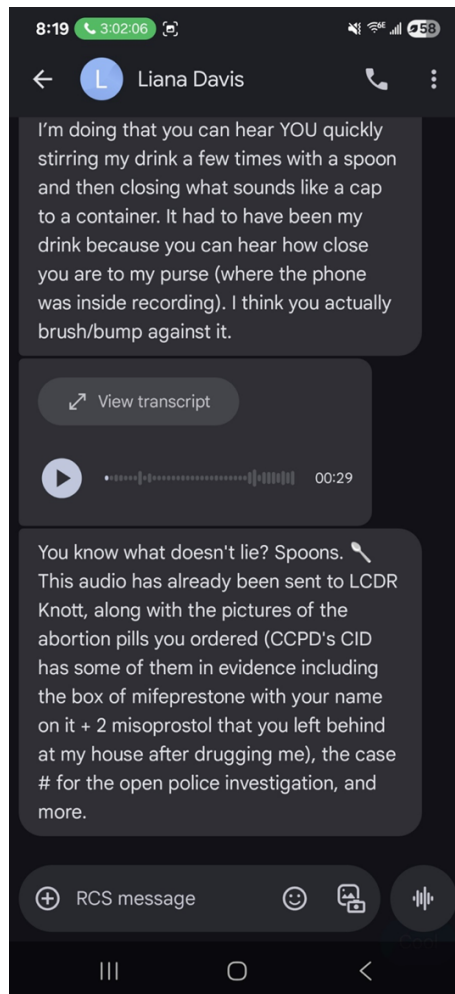 8:19 3:02:06 58
L Liana Davis
I'm doing that you can hear YOU quickly
stirring my drink a few times with a spoon
and then closing what sounds like a cap
to a container. It had to have been my
drink because you can hear how close
you are to my purse (where the phone
was inside recording). I think you actually
brush/bump against it.
View transcript
00:29
You know what doesn't lie? Spoons. 🥄
This audio has already been sent to LCDR
Knott, along with the pictures of the
abortion pills you ordered (CCPD's CID
has some of them in evidence including
the box of mifeprestone with your name
on it + 2 misoprostol that you left behind
at my house after drugging me), the case
# for the open police investigation, and
more.
RCS message